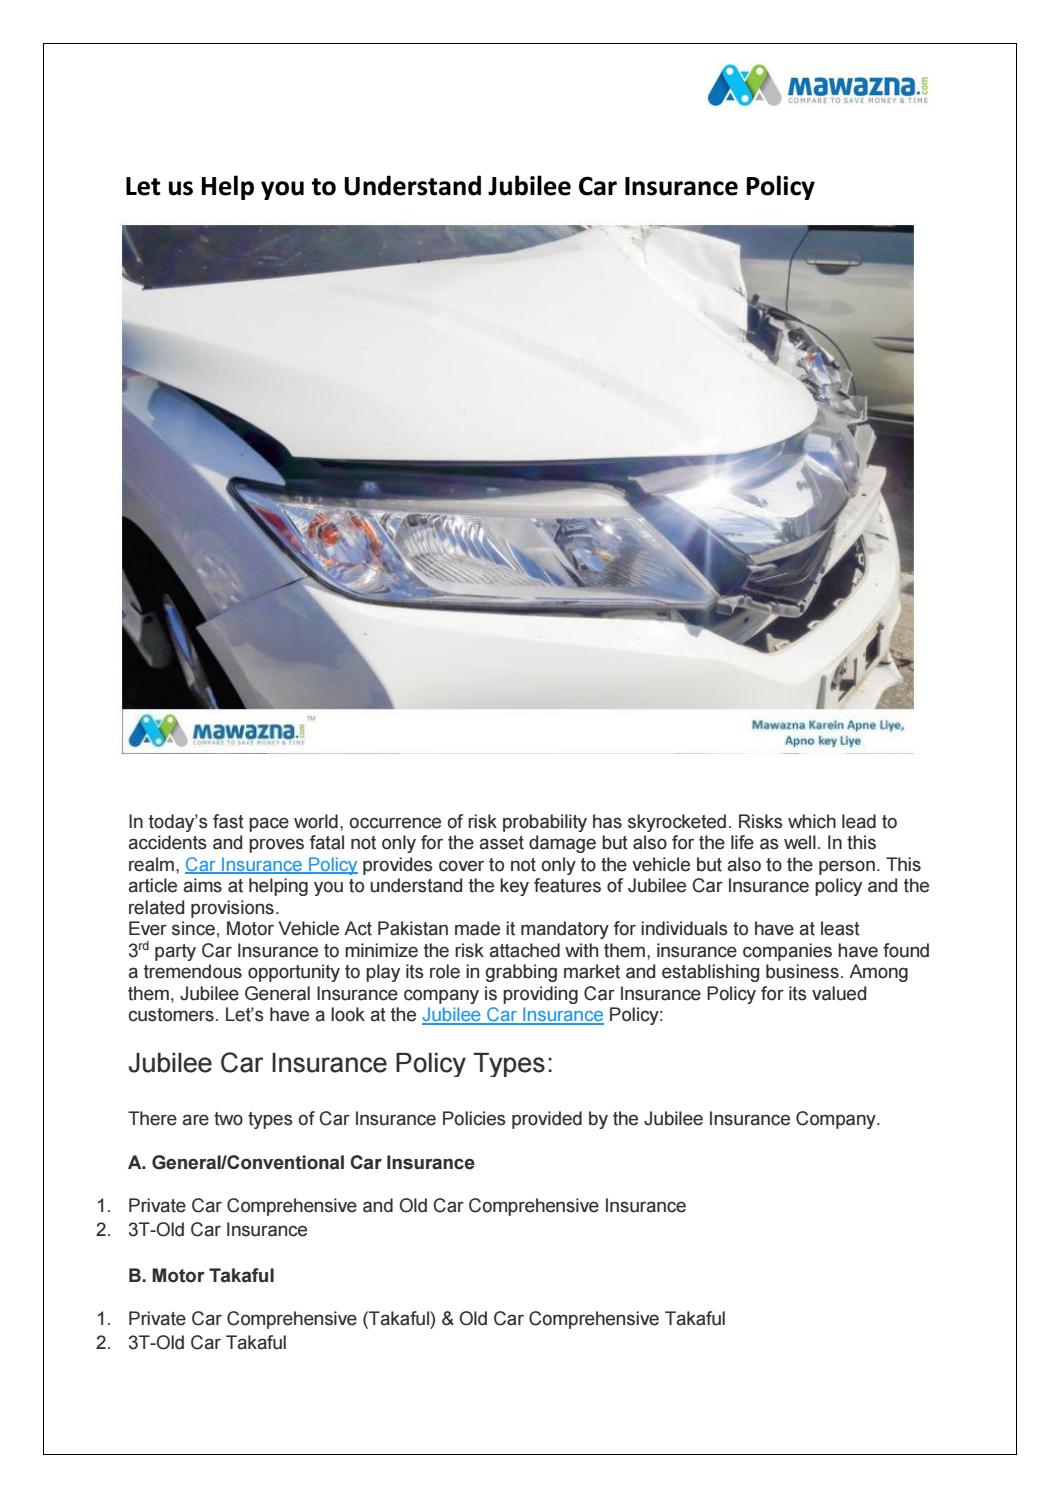 mawazna.com
COMPARE TO SAVE MONEY & TIME
Let us Help you to Understand Jubilee Car Insurance Policy
mawazna.com TM
COMPARE TO SAVE MONEY & TIME
Mawazna Karein Apne Liye,
Apno key Liye
In today’s fast pace world, occurrence of risk probability has skyrocketed. Risks which lead to
accidents and proves fatal not only for the asset damage but also for the life as well. In this
realm, Car Insurance Policy provides cover to not only to the vehicle but also to the person. This
article aims at helping you to understand the key features of Jubilee Car Insurance policy and the
related provisions.
Ever since, Motor Vehicle Act Pakistan made it mandatory for individuals to have at least
3rd party Car Insurance to minimize the risk attached with them, insurance companies have found
a tremendous opportunity to play its role in grabbing market and establishing business. Among
them, Jubilee General Insurance company is providing Car Insurance Policy for its valued
customers. Let’s have a look at the Jubilee Car Insurance Policy:
Jubilee Car Insurance Policy Types:
There are two types of Car Insurance Policies provided by the Jubilee Insurance Company.
A. General/Conventional Car Insurance
1. Private Car Comprehensive and Old Car Comprehensive Insurance
2. 3T-Old Car Insurance
B. Motor Takaful
1. Private Car Comprehensive (Takaful) & Old Car Comprehensive Takaful
2. 3T-Old Car Takaful